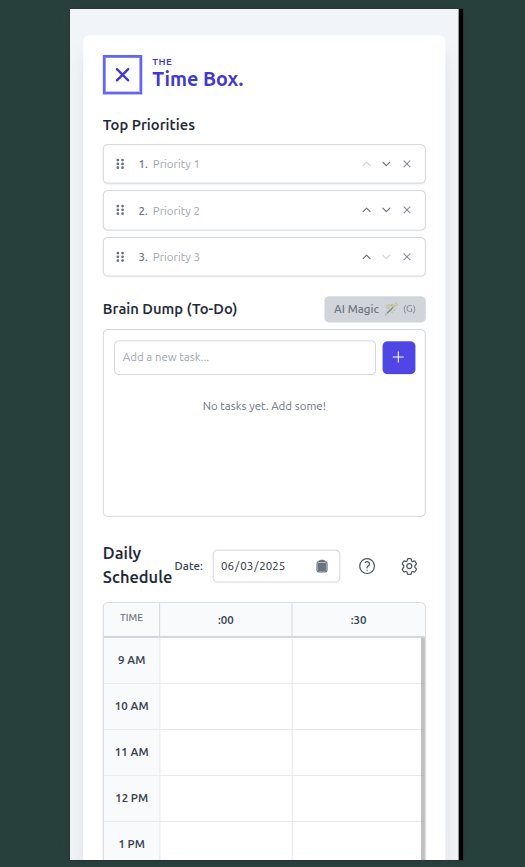 THE
Time Box.
Top Priorities
1. Priority 1
2. Priority 2
3. Priority 3
Brain Dump (To-Do) AI Magic 🪄 (G)
Add a new task...
No tasks yet. Add some!
Daily
Schedule Date: 06/03/2025
TIME :00 :30
9 AM
10 AM
11 AM
12 PM
1 PM